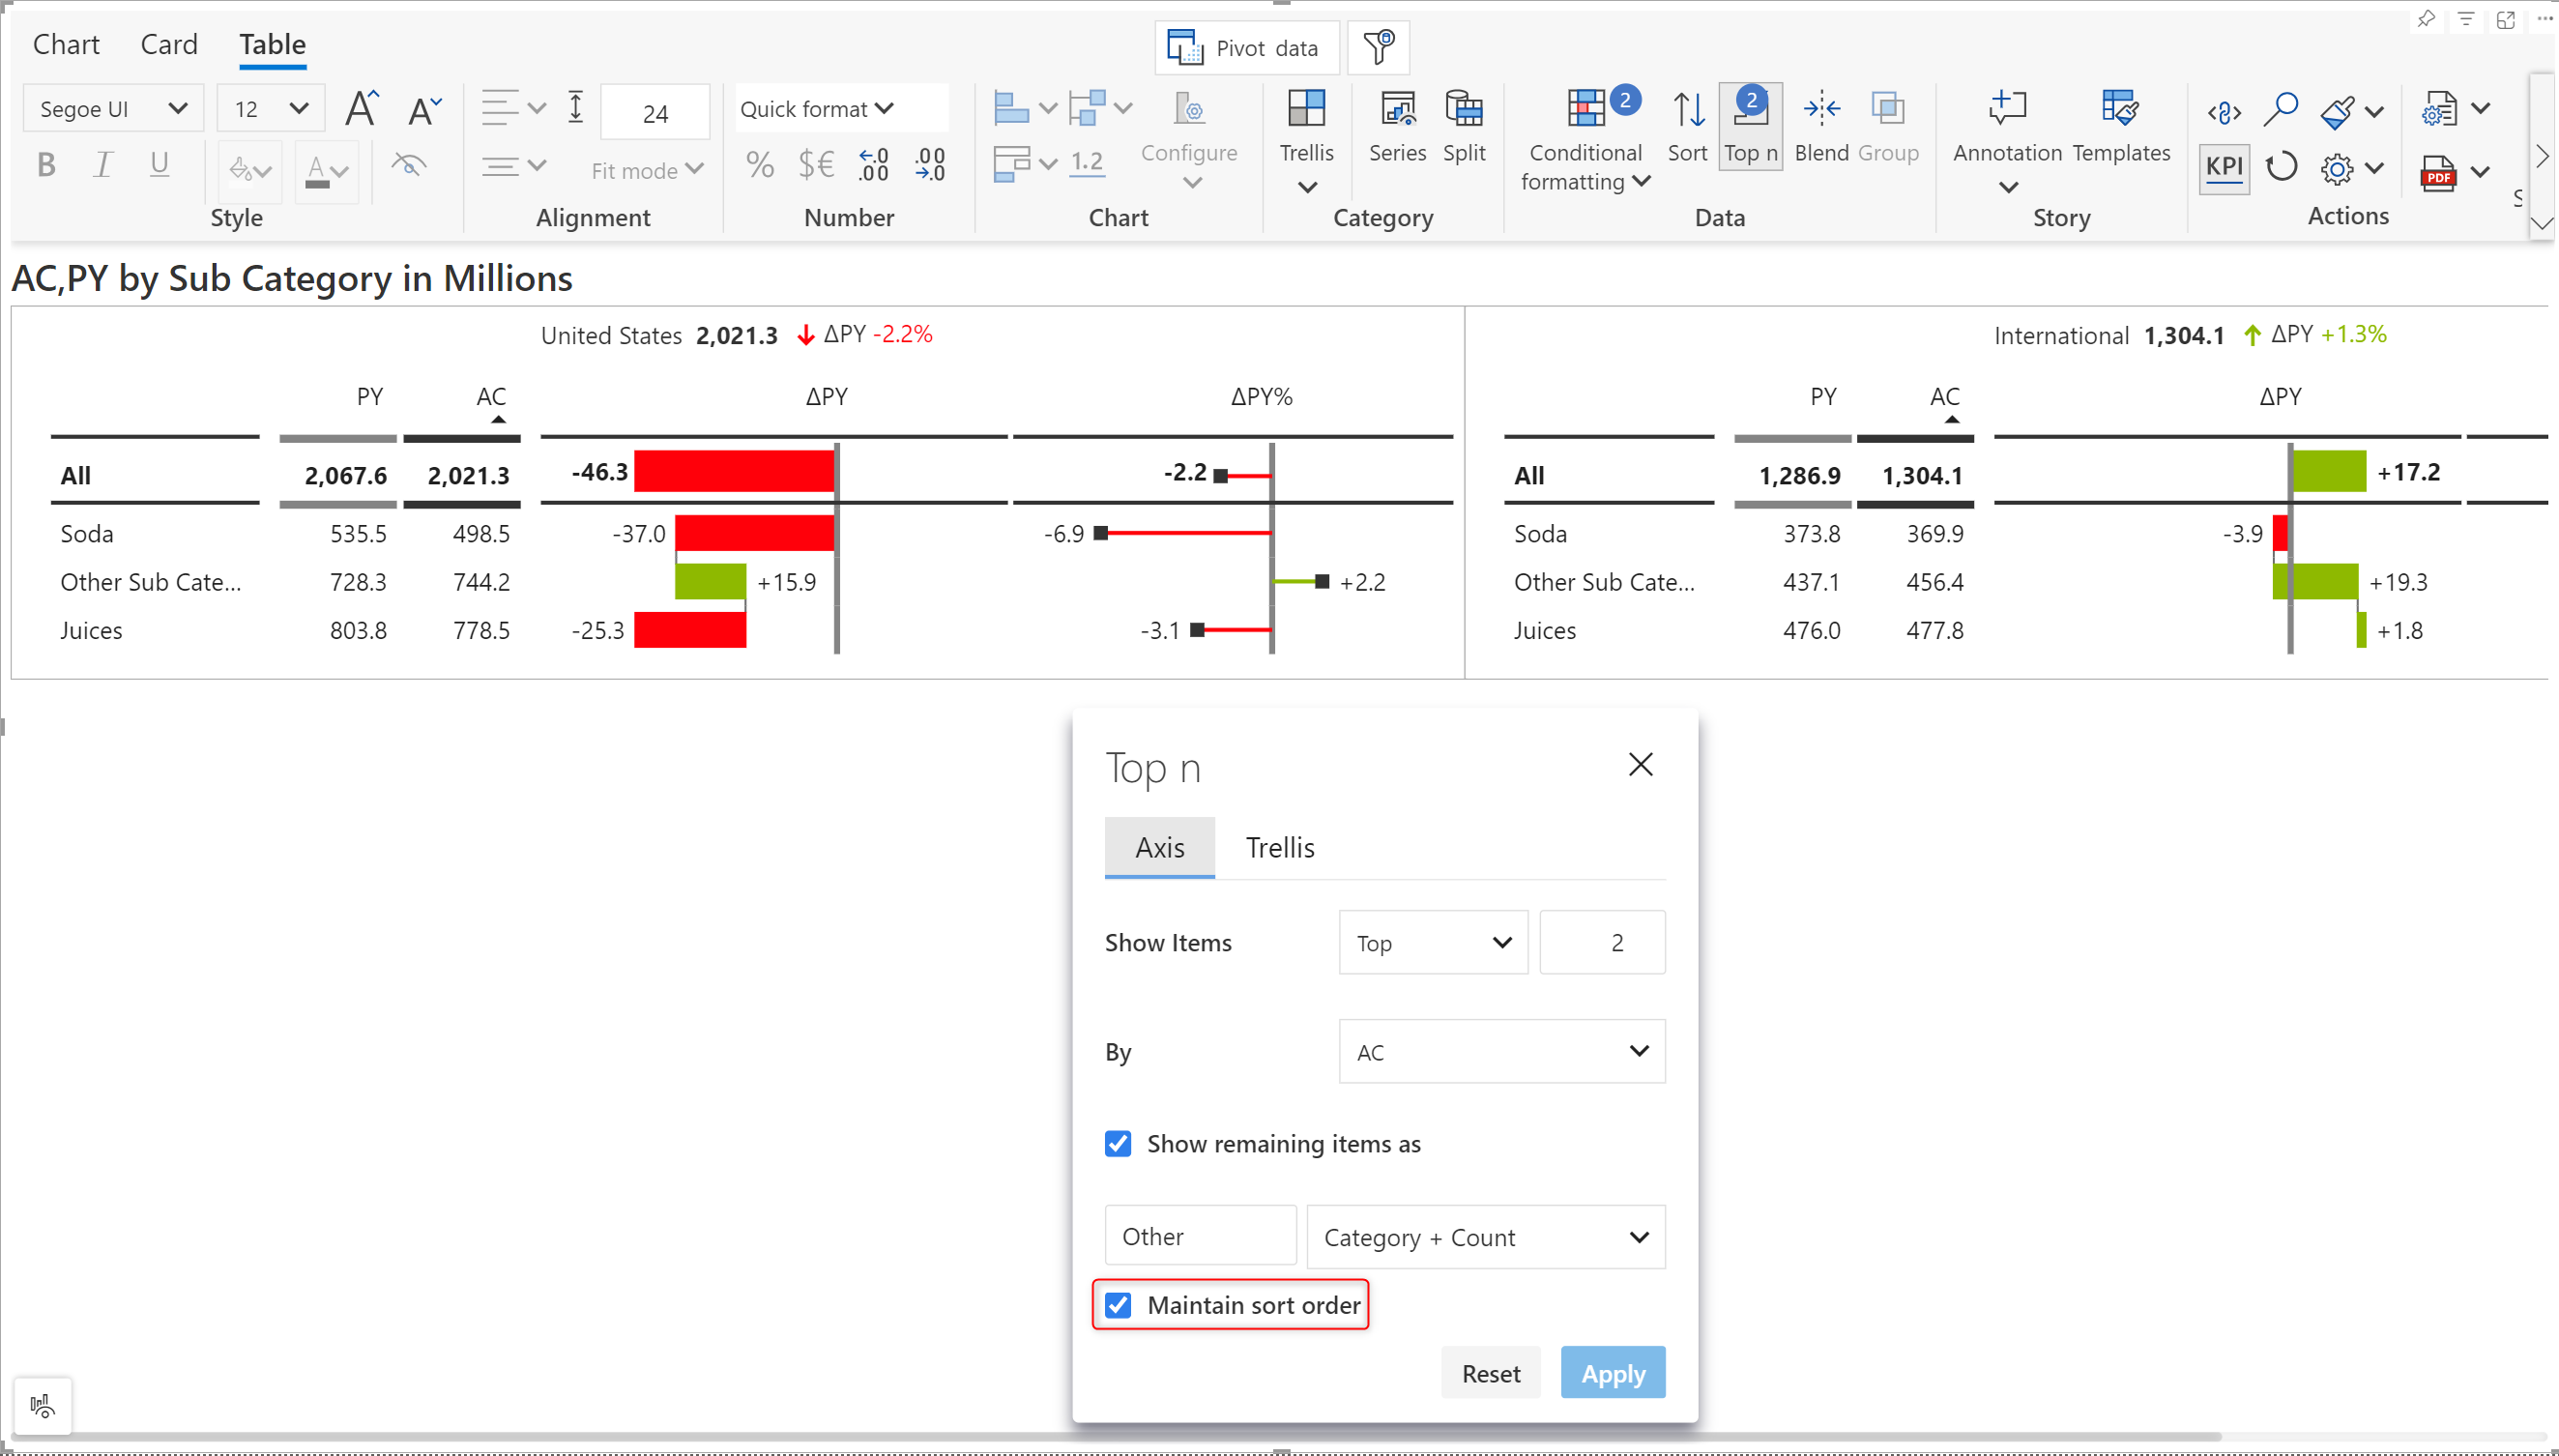 Chart Card Table
Pivot data
Segoe UI 12 A A
24
Quick format
1.2
Configure
Trellis
Series Split
2
Conditional formatting
Sort
2
Top n
Blend Group
Annotation Templates
B I U A
Fit mode
% $€ .0 .00 .00 .0
KPI
PDF
Style Alignment Number Chart Category Data Story Actions S
AC,PY by Sub Category in Millions
United States 2,021.3 ΔPY -2.2% International 1,304.1 ΔPY +1.3%
PY AC ΔPY ΔPY% PY AC ΔPY
All 2,067.6 2,021.3 -46.3 -2.2 All 1,286.9 1,304.1 +17.2
Soda 535.5 498.5 -37.0 -6.9 Soda 373.8 369.9 -3.9
Other Sub Cate... 728.3 744.2 +15.9 +2.2 Other Sub Cate... 437.1 456.4 +19.3
Juices 803.8 778.5 -25.3 -3.1 Juices 476.0 477.8 +1.8
Top n
Axis Trellis
Show Items Top 2
By AC
Show remaining items as
Other Category + Count
Maintain sort order
Reset Apply